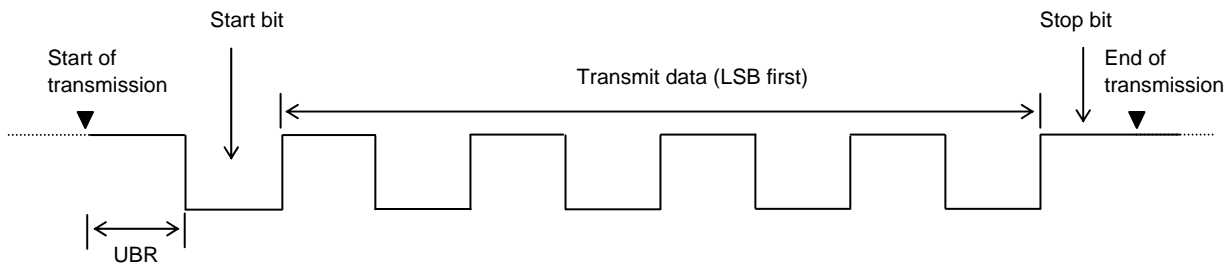 Start bit
Stop bit
Start of
transmission
Transmit data (LSB first)
End of
transmission
UBR